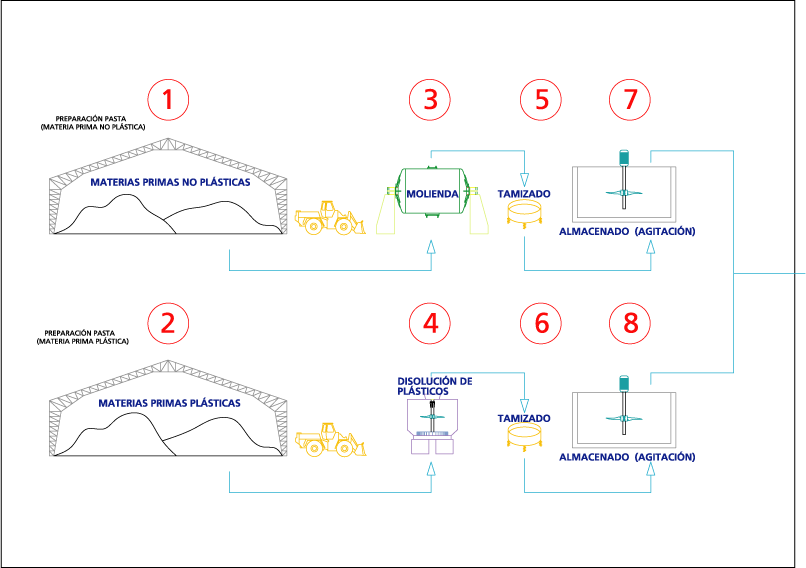 1
3
5
7
PREPARACIÓN PASTA
(MATERIA PRIMA NO PLÁSTICA)
MATERIAS PRIMAS NO PLÁSTICAS
MOLIENDA
TAMIZADO
ALMACENADO (AGITACIÓN)
2
4
6
8
PREPARACIÓN PASTA
(MATERIA PRIMA PLÁSTICA)
MATERIAS PRIMAS PLÁSTICAS
DISOLUCIÓN DE
PLÁSTICOS
TAMIZADO
ALMACENADO (AGITACIÓN)